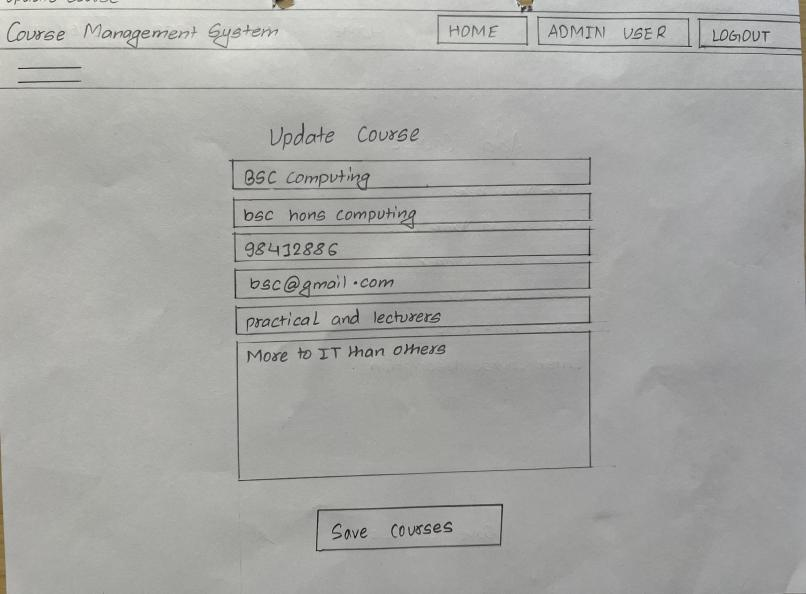 Course Management System
HOME
ADMIN USER
LOGOUT
Update Course
BSC Computing
bsc hons computing
98412886
bsc@gmail.com
practical and lecturers
More to IT than others
Save Courses